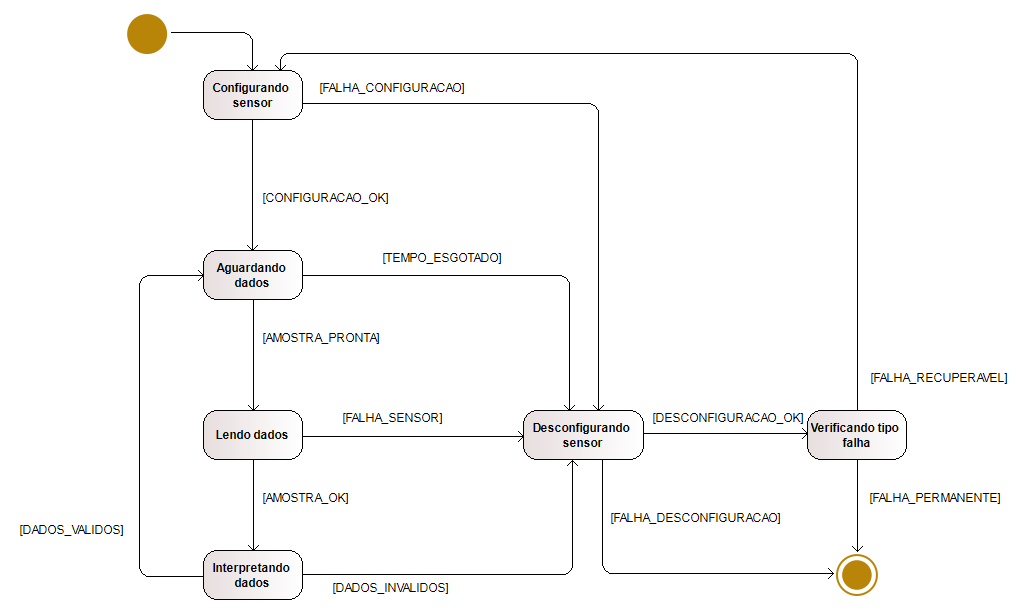 Configurando
sensor
[FALHA_CONFIGURACAO]
[CONFIGURACAO_OK]
Aguardando
dados
[TEMPO_ESGOTADO]
[AMOSTRA_PRONTA]
[FALHA_RECUPERAVEL]
Lendo dados
[FALHA_SENSOR]
Desconfigurando
sensor
[DESCONFIGURACAO_OK]
Verificando tipo
falha
[AMOSTRA_OK]
[FALHA_PERMANENTE]
[FALHA_DESCONFIGURACAO]
[DADOS_VALIDOS]
Interpretando
dados
[DADOS_INVALIDOS]